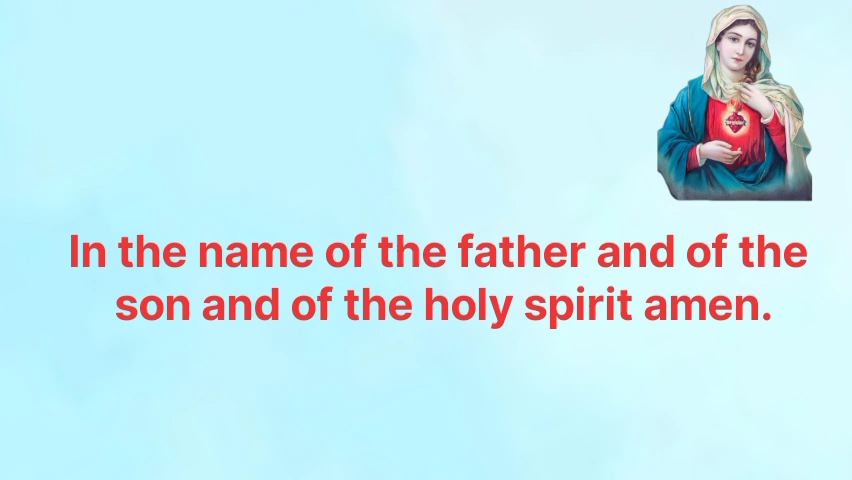 In the name of the father and of the
son and of the holy spirit amen.